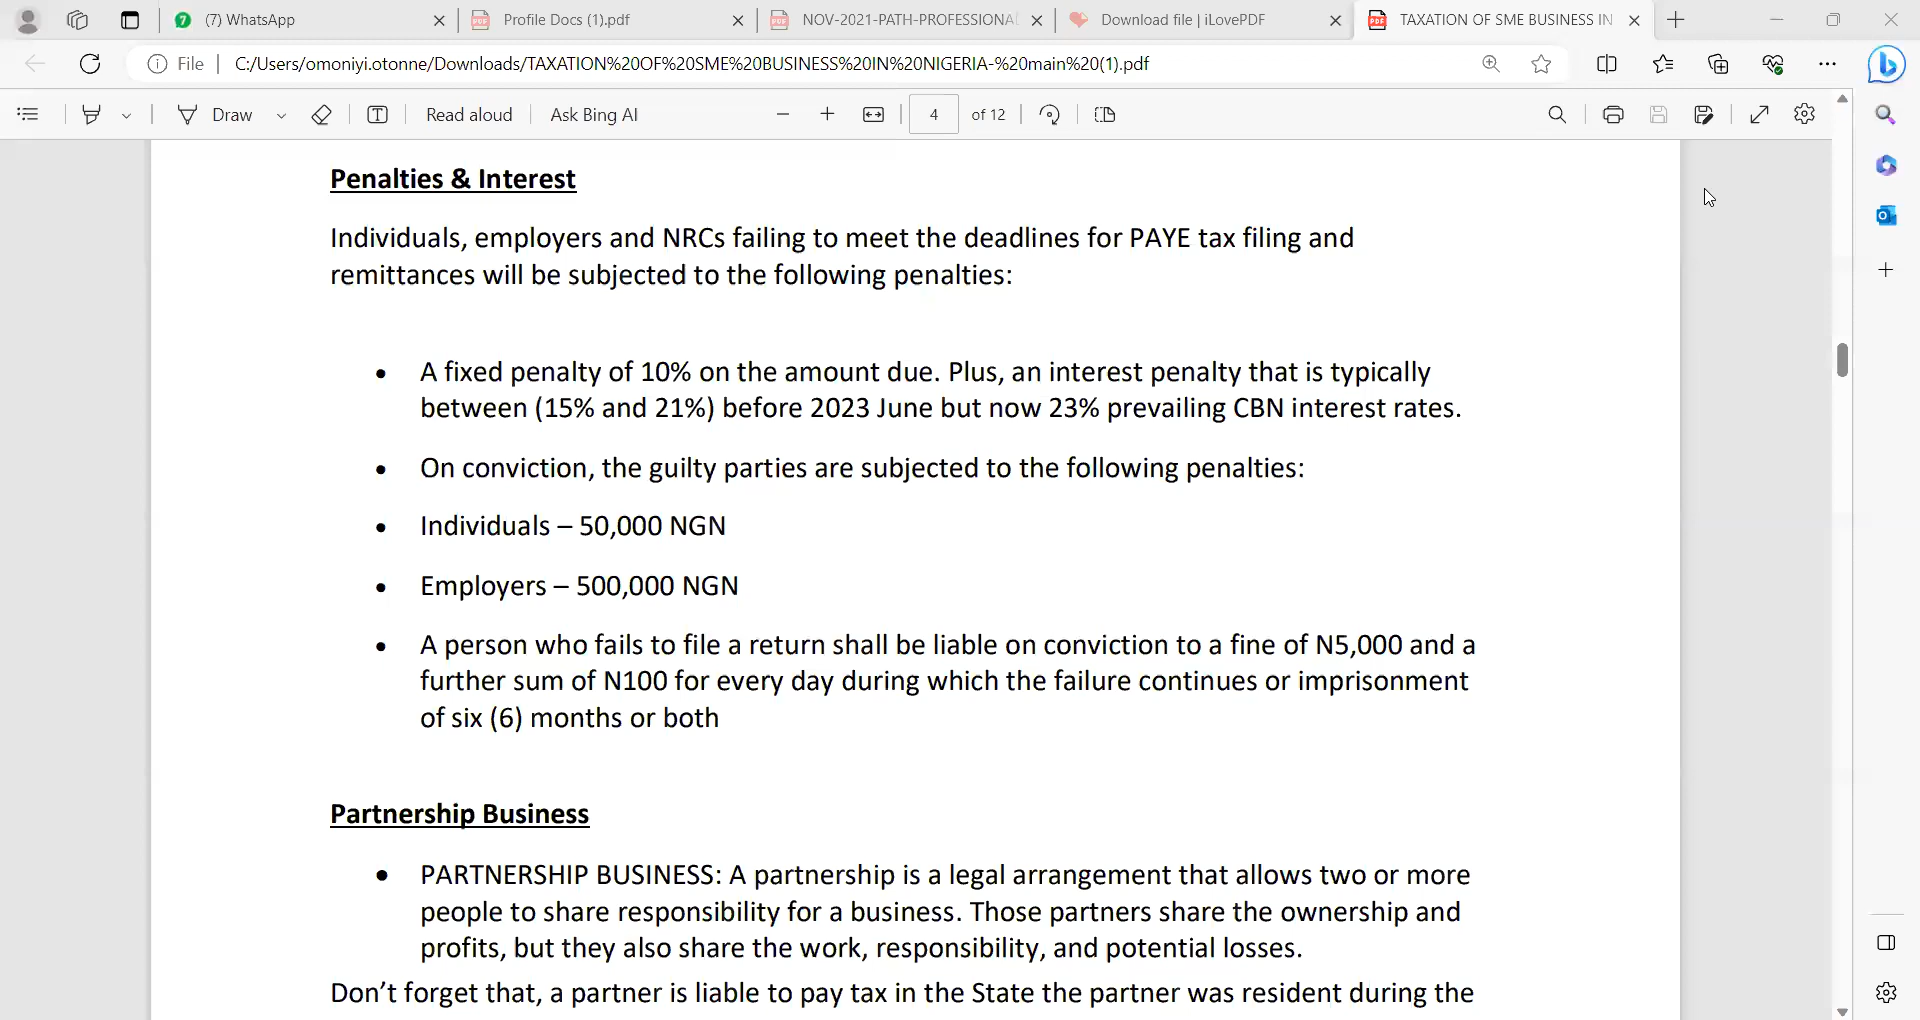 (7) WhatsApp
Profile Docs (1).pdf
NOV-2021-PATH-PROFESSIONA
Download file | iLovePDF
TAXATION OF SME BUSINESS IN
File
C:/Users/omoniyi.otonne/Downloads/TAXATION%20OF%20SME%20BUSINESS%20IN%20NIGERIA-%20main%20(1).pdf
Draw
Read aloud
Ask Bing AI
4
of 12
Penalties & Interest
Individuals, employers and NRCs failing to meet the deadlines for PAYE tax filing and
remittances will be subjected to the following penalties:
• A fixed penalty of 10% on the amount due. Plus, an interest penalty that is typically
between (15% and 21%) before 2023 June but now 23% prevailing CBN interest rates.
• On conviction, the guilty parties are subjected to the following penalties:
• Individuals – 50,000 NGN
• Employers – 500,000 NGN
• A person who fails to file a return shall be liable on conviction to a fine of N5,000 and a
further sum of N100 for every day during which the failure continues or imprisonment
of six (6) months or both
Partnership Business
• PARTNERSHIP BUSINESS: A partnership is a legal arrangement that allows two or more
people to share responsibility for a business. Those partners share the ownership and
profits, but they also share the work, responsibility, and potential losses.
Don't forget that, a partner is liable to pay tax in the State the partner was resident during the